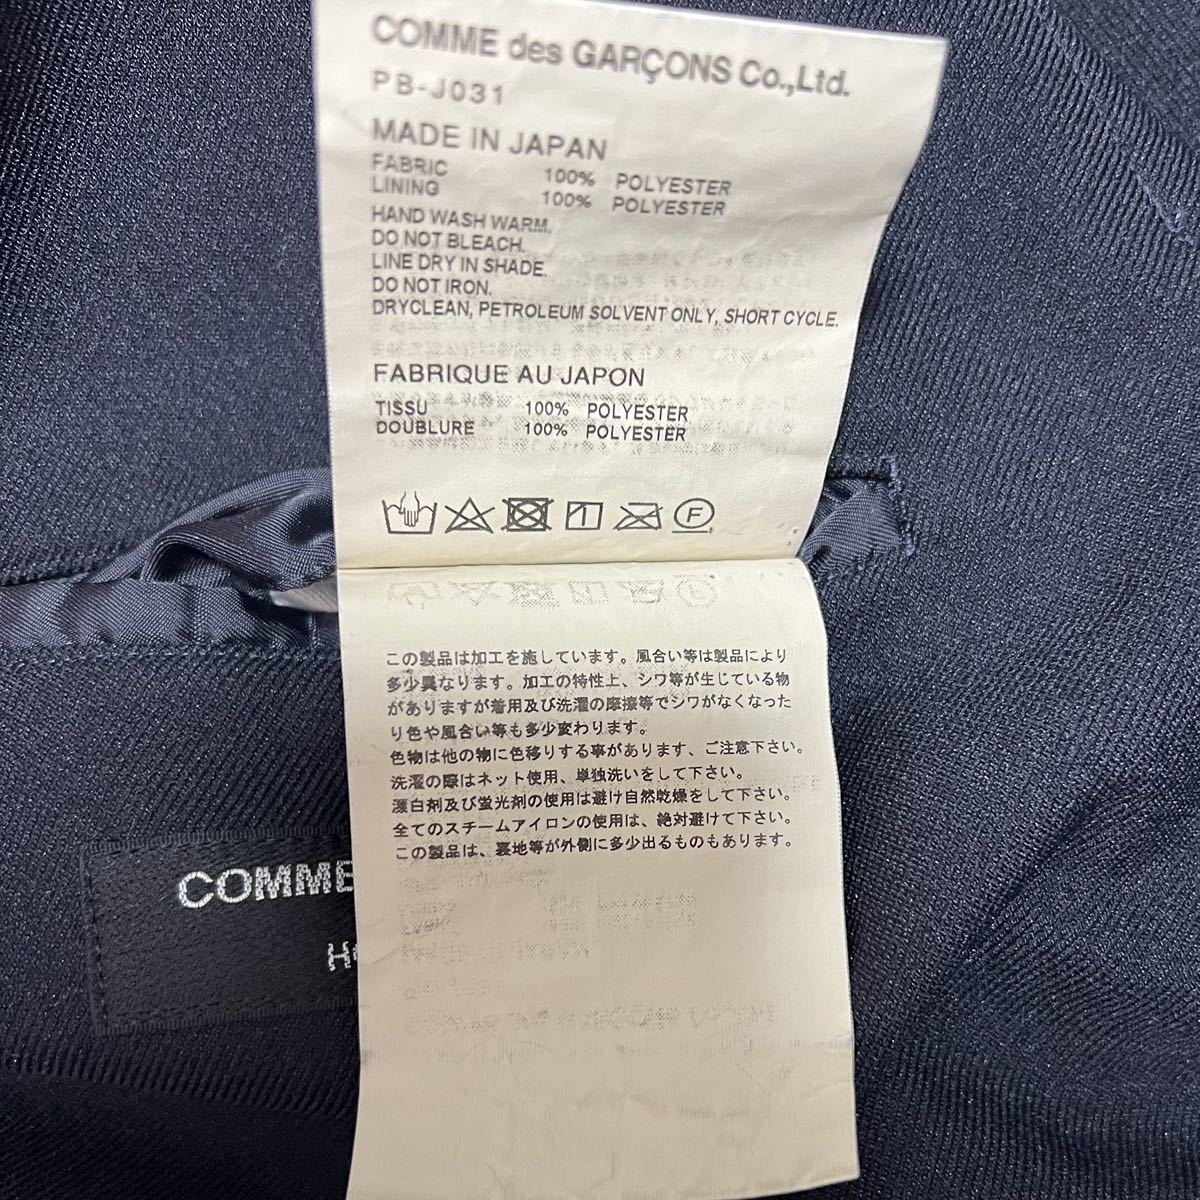 COMME des GARÇONS Co.,Ltd.
PB-J031
MADE IN JAPAN
FABRIC 100% POLYESTER
LINING 100% POLYESTER
HAND WASH WARM.
DO NOT BLEACH.
LINE DRY IN SHADE.
DO NOT IRON.
DRYCLEAN, PETROLEUM SOLVENT ONLY, SHORT CYCLE.
FABRIQUE AU JAPON
TISSU 100% POLYESTER
DOUBLURE 100% POLYESTER
1 F
この製品は加工を施しています。風合い等は製品により
多少異なります。加工の特性上、シワ等が生じている物
がありますが着用及び洗濯の摩擦等でシワがなくなった
り色や風合い等も多少変わります。
色物は他の物に色移りする事があります、ご注意下さい。
洗濯の際はネット使用、単独洗いをして下さい。
漂白剤及び蛍光剤の使用は避け自然乾燥をして下さい。
全てのスチームアイロンの使用は、絶対避けて下さい。
この製品は、裏地等が外側に多少出るものもあります。
COMME